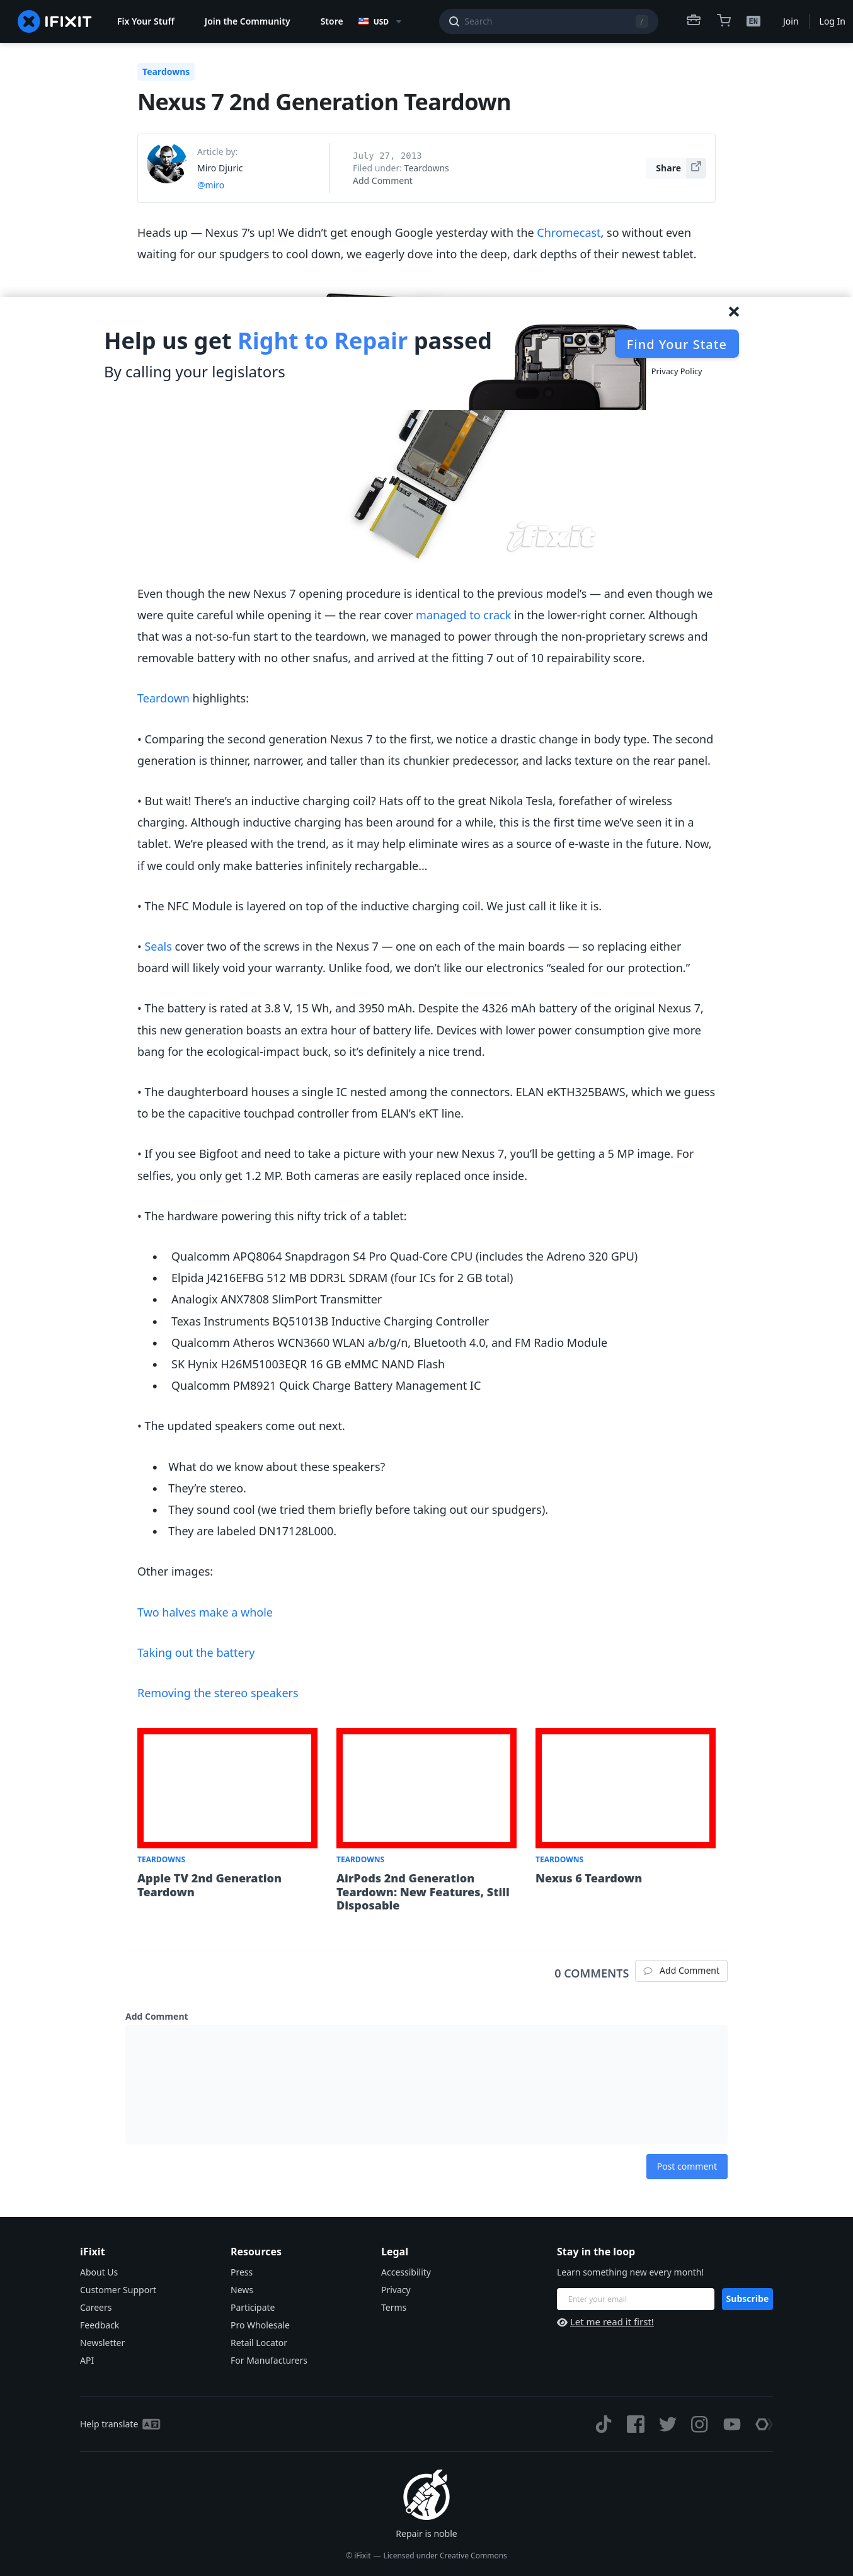 IFIXIT
Fix Your Stuff
Join the Community
Store
USD
Search
/
EN
Join
Log In
Teardowns
Nexus 7 2nd Generation Teardown
Article by:
Miro Djuric
@miro
July 27, 2013
Filed under: Teardowns
Add Comment
Share
Heads up — Nexus 7’s up! We didn’t get enough Google yesterday with the Chromecast, so without even
waiting for our spudgers to cool down, we eagerly dove into the deep, dark depths of their newest tablet.
Help us get Right to Repair passed
By calling your legislators
Find Your State
Privacy Policy
iFixit
Even though the new Nexus 7 opening procedure is identical to the previous model’s — and even though we
were quite careful while opening it — the rear cover managed to crack in the lower-right corner. Although
that was a not-so-fun start to the teardown, we managed to power through the non-proprietary screws and
removable battery with no other snafus, and arrived at the fitting 7 out of 10 repairability score.
Teardown highlights:
• Comparing the second generation Nexus 7 to the first, we notice a drastic change in body type. The second
generation is thinner, narrower, and taller than its chunkier predecessor, and lacks texture on the rear panel.
• But wait! There’s an inductive charging coil? Hats off to the great Nikola Tesla, forefather of wireless
charging. Although inductive charging has been around for a while, this is the first time we’ve seen it in a
tablet. We’re pleased with the trend, as it may help eliminate wires as a source of e-waste in the future. Now,
if we could only make batteries infinitely rechargable…
• The NFC Module is layered on top of the inductive charging coil. We just call it like it is.
• Seals cover two of the screws in the Nexus 7 — one on each of the main boards — so replacing either
board will likely void your warranty. Unlike food, we don’t like our electronics “sealed for our protection.”
• The battery is rated at 3.8 V, 15 Wh, and 3950 mAh. Despite the 4326 mAh battery of the original Nexus 7,
this new generation boasts an extra hour of battery life. Devices with lower power consumption give more
bang for the ecological-impact buck, so it’s definitely a nice trend.
• The daughterboard houses a single IC nested among the connectors. ELAN eKTH325BAWS, which we guess
to be the capacitive touchpad controller from ELAN’s eKT line.
• If you see Bigfoot and need to take a picture with your new Nexus 7, you’ll be getting a 5 MP image. For
selfies, you only get 1.2 MP. Both cameras are easily replaced once inside.
• The hardware powering this nifty trick of a tablet:
• Qualcomm APQ8064 Snapdragon S4 Pro Quad-Core CPU (includes the Adreno 320 GPU)
• Elpida J4216EFBG 512 MB DDR3L SDRAM (four ICs for 2 GB total)
• Analogix ANX7808 SlimPort Transmitter
• Texas Instruments BQ51013B Inductive Charging Controller
• Qualcomm Atheros WCN3660 WLAN a/b/g/n, Bluetooth 4.0, and FM Radio Module
• SK Hynix H26M51003EQR 16 GB eMMC NAND Flash
• Qualcomm PM8921 Quick Charge Battery Management IC
• The updated speakers come out next.
• What do we know about these speakers?
• They’re stereo.
• They sound cool (we tried them briefly before taking out our spudgers).
• They are labeled DN17128L000.
Other images:
Two halves make a whole
Taking out the battery
Removing the stereo speakers
TEARDOWNS
Apple TV 2nd Generation
Teardown
TEARDOWNS
AirPods 2nd Generation
Teardown: New Features, Still
Disposable
TEARDOWNS
Nexus 6 Teardown
0 COMMENTS
Add Comment
Add Comment
Post comment
iFixit
About Us
Customer Support
Careers
Feedback
Newsletter
API
Resources
Press
News
Participate
Pro Wholesale
Retail Locator
For Manufacturers
Legal
Accessibility
Privacy
Terms
Stay in the loop
Learn something new every month!
Enter your email
Subscribe
Let me read it first!
Help translate
Repair is noble
© iFixit — Licensed under Creative Commons